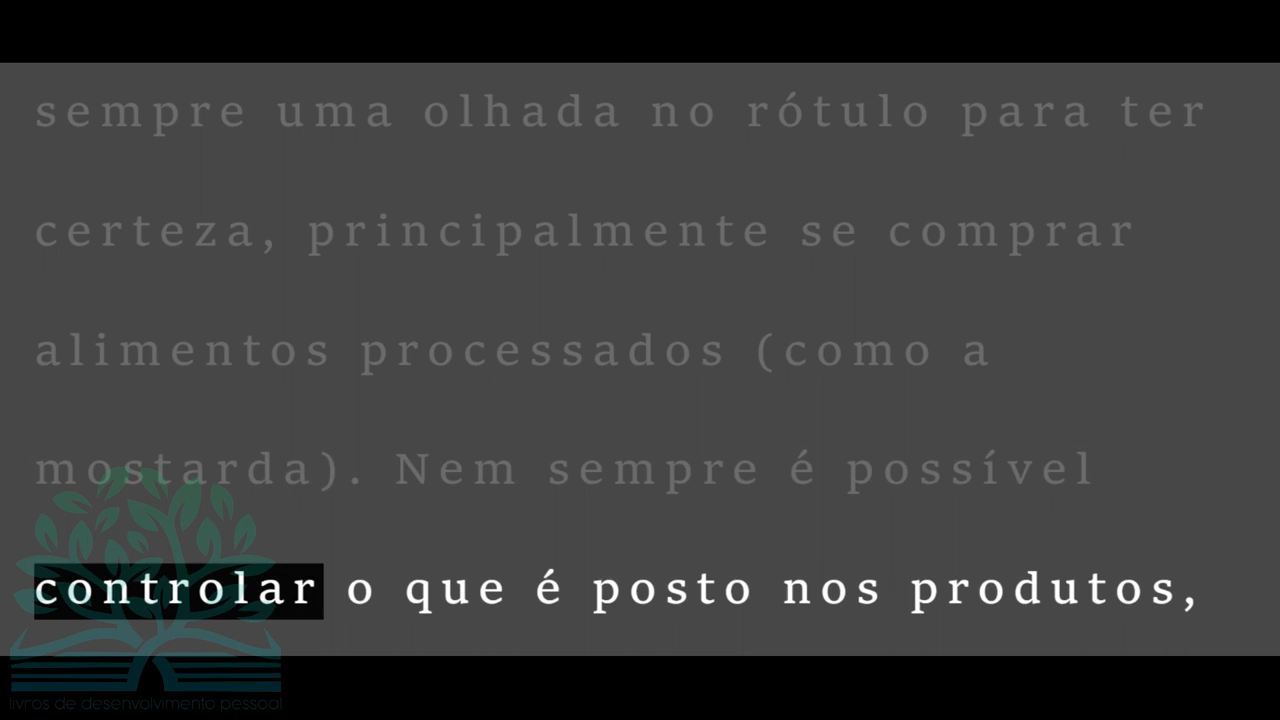 sempre uma olhada no rótulo para ter
certeza, principalmente se comprar
alimentos processados (como a
mostarda). Nem sempre é possível
controlar o que é posto nos produtos,
livros de desenvolvimento pessoal